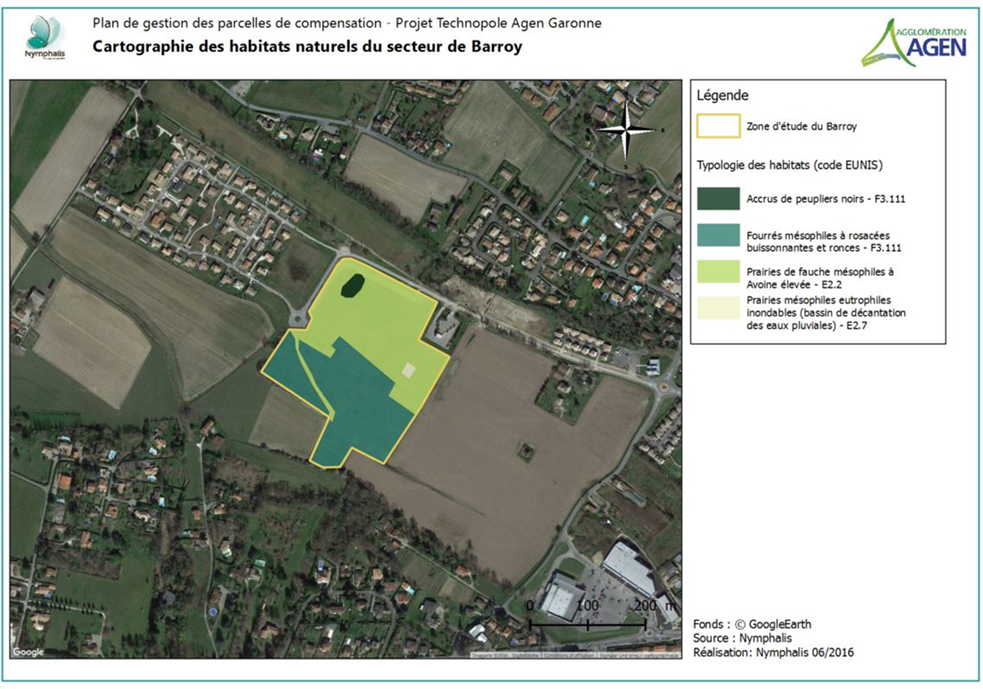 Plan de gestion des parcelles de compensation - Projet Technopole Agen Garonne
Cartographie des habitats naturels du secteur de Barroy
Nymphalis
AGGLOMÉRATION
AGEN
Légende
Zone d'étude du Barroy
Typologie des habitats (code EUNIS)
Accrus de peupliers noirs - F3.111
Fourrés mésophiles à rosacées
buissonnantes et ronces - F3.111
Prairies de fauche mésophiles à
Avoine élevée - E2.2
Prairies mésophiles eutrophiles
inondables (bassin de décantation
des eaux pluviales) - E2.7
0 100 200 m
Google
Fonds : © GoogleEarth
Source : Nymphalis
Réalisation: Nymphalis 06/2016